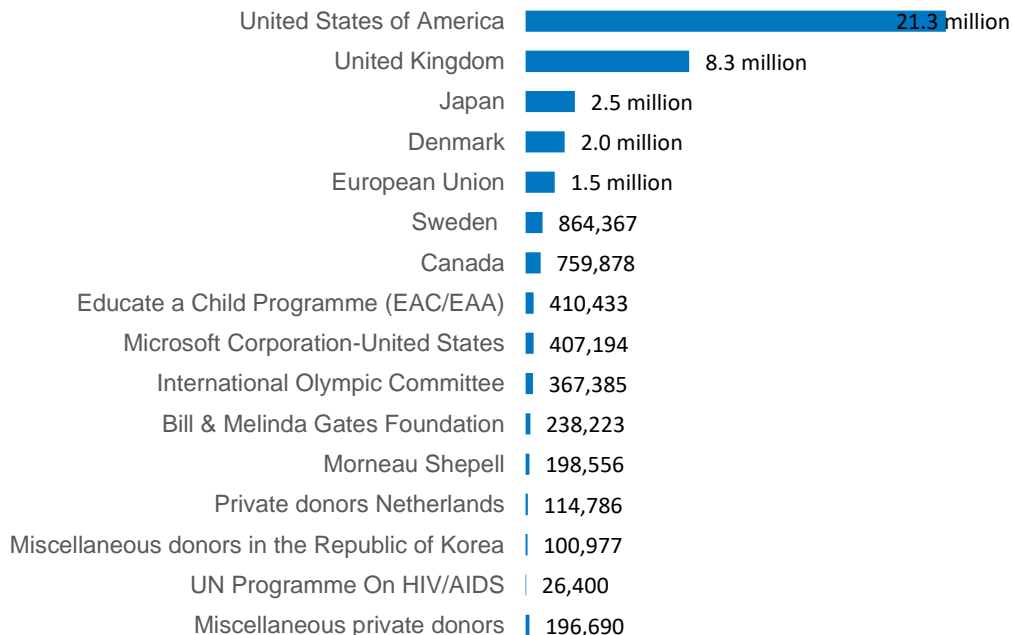 United States of America 21.3 million
United Kingdom 8.3 million
Japan 2.5 million
Denmark 2.0 million
European Union 1.5 million
Sweden 864,367
Canada 759,878
Educate a Child Programme (EAC/EAA) 410,433
Microsoft Corporation-United States 407,194
International Olympic Committee 367,385
Bill & Melinda Gates Foundation 238,223
Morneau Shepell 198,556
Private donors Netherlands 114,786
Miscellaneous donors in the Republic of Korea 100,977
UN Programme On HIV/AIDS 26,400
Miscellaneous private donors 196,690